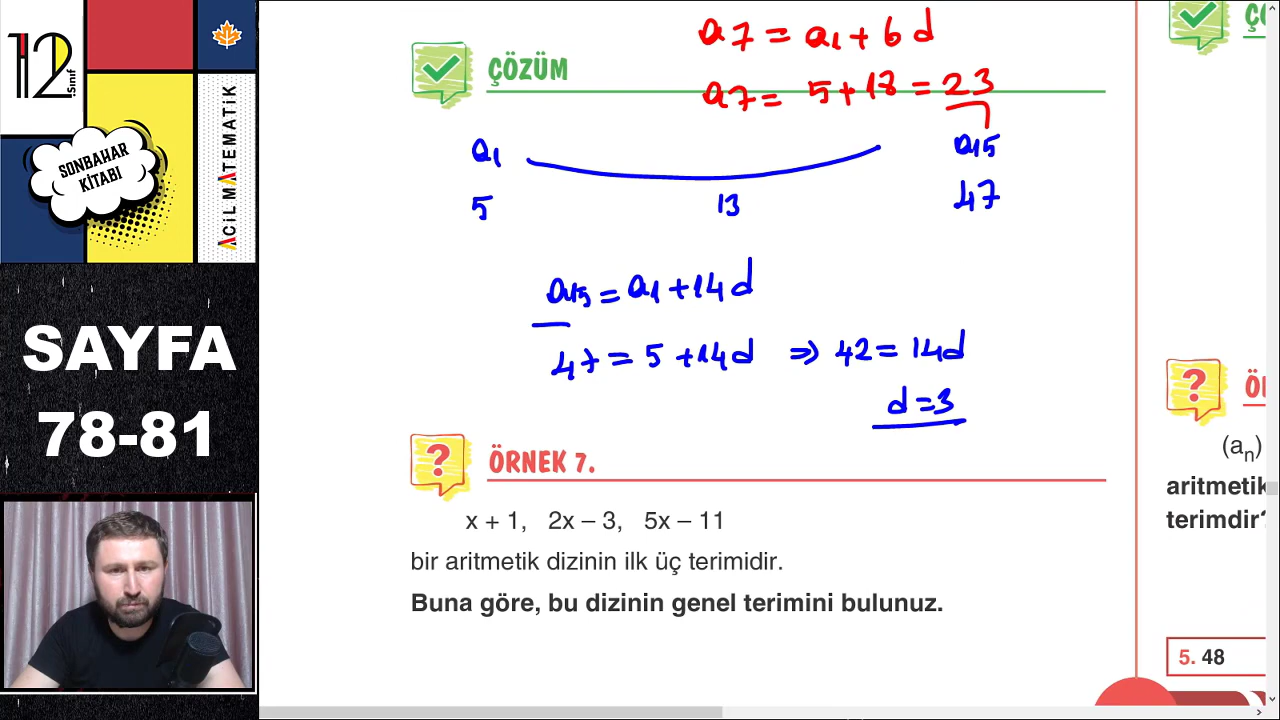 12
.Sınıf
SONBAHAR
KİTABI
ACİLMATEMATİK
SAYFA
78-81
a7 = a1 + 6d
ÇÖZÜM
a7 = 5 + 18 = 23
a1 a15
5 13 47
a15 = a1 + 14d
47 = 5 + 14d ⇒ 42 = 14d
d = 3
ÖRNEK 7.
x + 1, 2x – 3, 5x – 11
bir aritmetik dizinin ilk üç terimidir.
Buna göre, bu dizinin genel terimini bulunuz.
(an)
aritmetik
terimdir?
5. 48